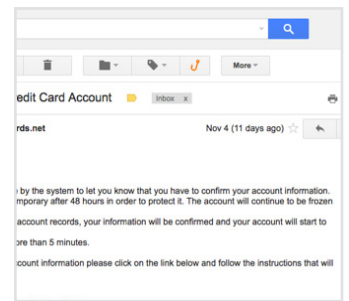 More
edit Card Account Inbox x
rds.net Nov 4 (11 days ago)
by the system to let you know that you have to confirm your account information.
mporary after 48 hours in order to protect it. The account will continue to be frozen
account records, your information will be confirmed and your account will start to
ore than 5 minutes.
count information please click on the link below and follow the instructions that will